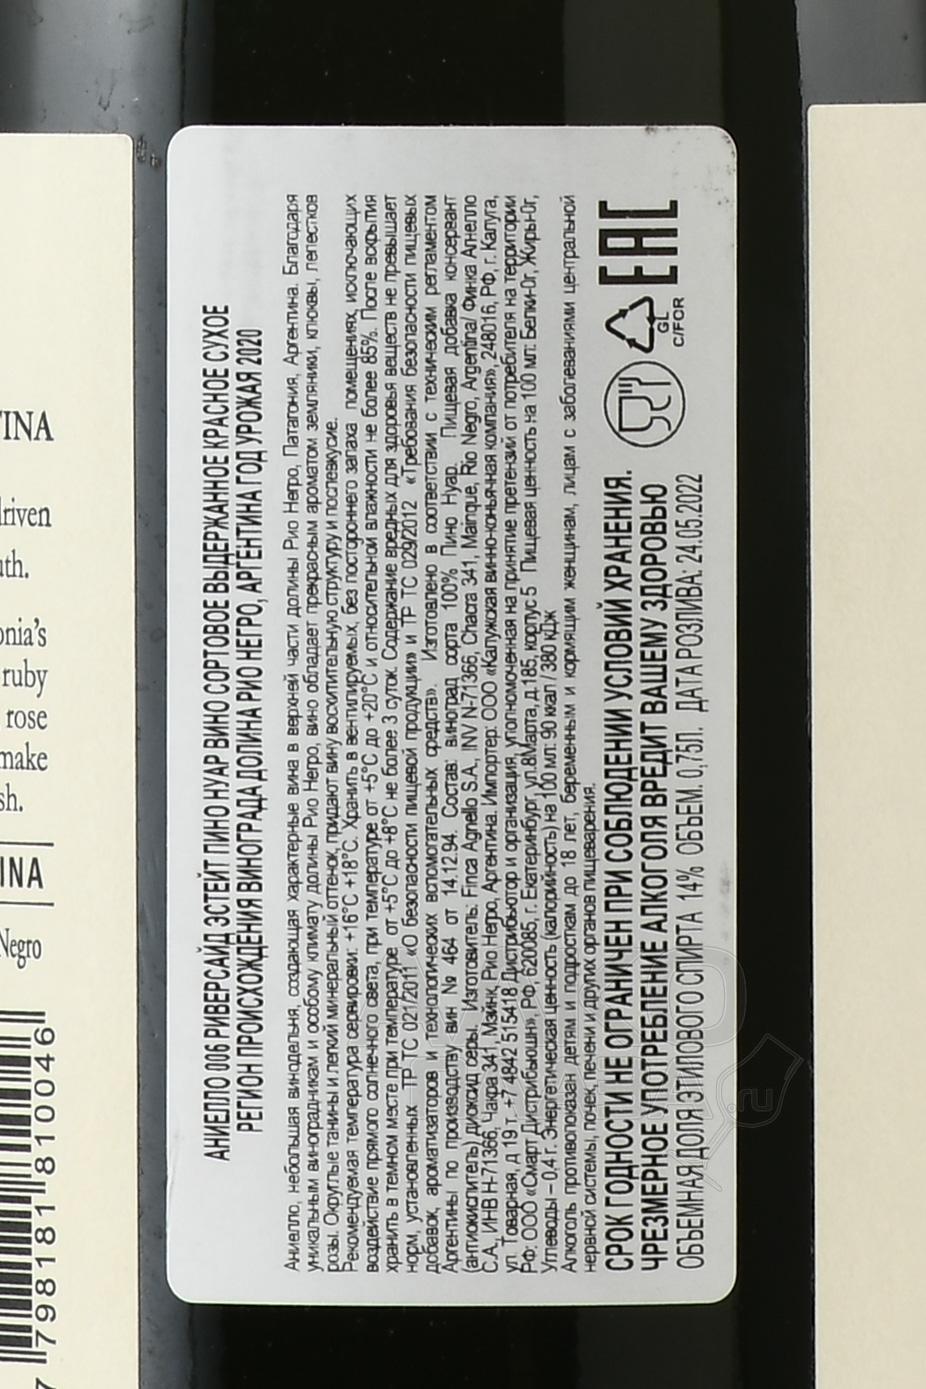 АНИЕЛЛО 006 РИВЕРСАЙД ЭСТЕЙТ ПИНО НУАР ВИНО СОРТОВОЕ ВЫДЕРЖАННОЕ КРАСНОЕ СУХОЕ
РЕГИОН ПРОИСХОЖДЕНИЯ ВИНОГРАДА ДОЛИНА РИО НЕГРО, АРГЕНТИНА ГОД УРОЖАЯ 2020
Аниелло, небольшая винодельня, создающая характерные вина в верхней части долины Рио Негро, Патагония, Аргентина. Благодаря
уникальным виноградникам и особому климату долины Рио Негро, вино обладает прекрасным ароматом земляники, клюквы, лепестков
розы. Округлые танины и легкий минеральный оттенок, придают вину восхитительную структуру и послевкусие.
Рекомендуемая температура сервировки: +16°С +18°С. Хранить в вентилируемых, без постороннего запаха помещениях, исключающих
воздействие прямого солнечного света, при температуре от +5°С до +20°С и относительной влажности не более 85%. После вскрытия
хранить в темном месте при температуре от +5°С до +8°С не более 3 суток. Содержание вредных для здоровья веществ не превышает
норм, установленных ТР ТС 021/2011 «О безопасности пищевой продукции» и ТР ТС 029/2012 «Требования безопасности пищевых
добавок, ароматизаторов и технологических вспомогательных средств». Изготовлено в соответствии с техническим регламентом
Аргентины по производству вин № 464 от 14.12.94. Состав: виноград сорта 100% Пино Нуар. Пищевая добавка консервант
(антиокислитель) диоксид серы. Изготовитель: Finca Agnello S.A., INV N-71366, Chacra 341, Mainque, Rio Negro, Argentina/ Финка Анелло
С.А., ИНВ Н-71366, Чакра 341, Мэйнк, Рио Негро, Аргентина. Импортер: ООО «Калужская винно-коньячная компания», 248016, РФ, г. Калуга,
ул. Товарная, д 19 т. +7 4842 515418 Дистрибьютор и организация, уполномоченная на принятие претензий от потребителя на территории
РФ: ООО «Смарт Дистрибьюшн», РФ, 620085, г. Екатеринбург, ул.8Марта, д.185, корпус 5 Пищевая ценность на 100 мл: Белки-0г, Жиры-0г,
Углеводы – 0,4 г. Энергетическая ценность (калорийность) на 100 мл: 90 ккал / 380 кДж
Алкоголь противопоказан детям и подросткам до 18 лет, беременным и кормящим женщинам, лицам с заболеваниями центральной
нервной системы, почек, печени и других органов пищеварения.
СРОК ГОДНОСТИ НЕ ОГРАНИЧЕН ПРИ СОБЛЮДЕНИИ УСЛОВИЙ ХРАНЕНИЯ.
ЧРЕЗМЕРНОЕ УПОТРЕБЛЕНИЕ АЛКОГОЛЯ ВРЕДИТ ВАШЕМУ ЗДОРОВЬЮ
ОБЪЕМНАЯ ДОЛЯ ЭТИЛОВОГО СПИРТА 14% ОБЪЕМ. 0,75Л. ДАТА РОЗЛИВА: 24.05.2022
GL
C/FOR
EAC
TINA
driven
uth.
onia's
ruby
rose
make
sh.
INA
Negro
7 798181 810046
.ru